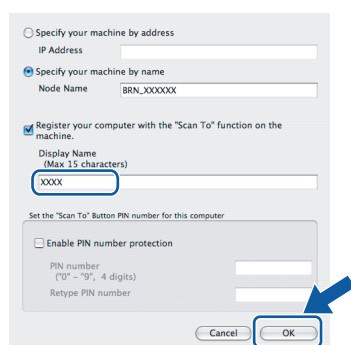 Specify your machine by address
IP Address
Specify your machine by name
Node Name BRN_XXXXXX
Register your computer with the "Scan To" function on the
machine.
Display Name
(Max 15 characters)
XXXX
Set the "Scan To" Button PIN number for this computer
Enable PIN number protection
PIN number
("0" – "9", 4 digits)
Retype PIN number
Cancel OK